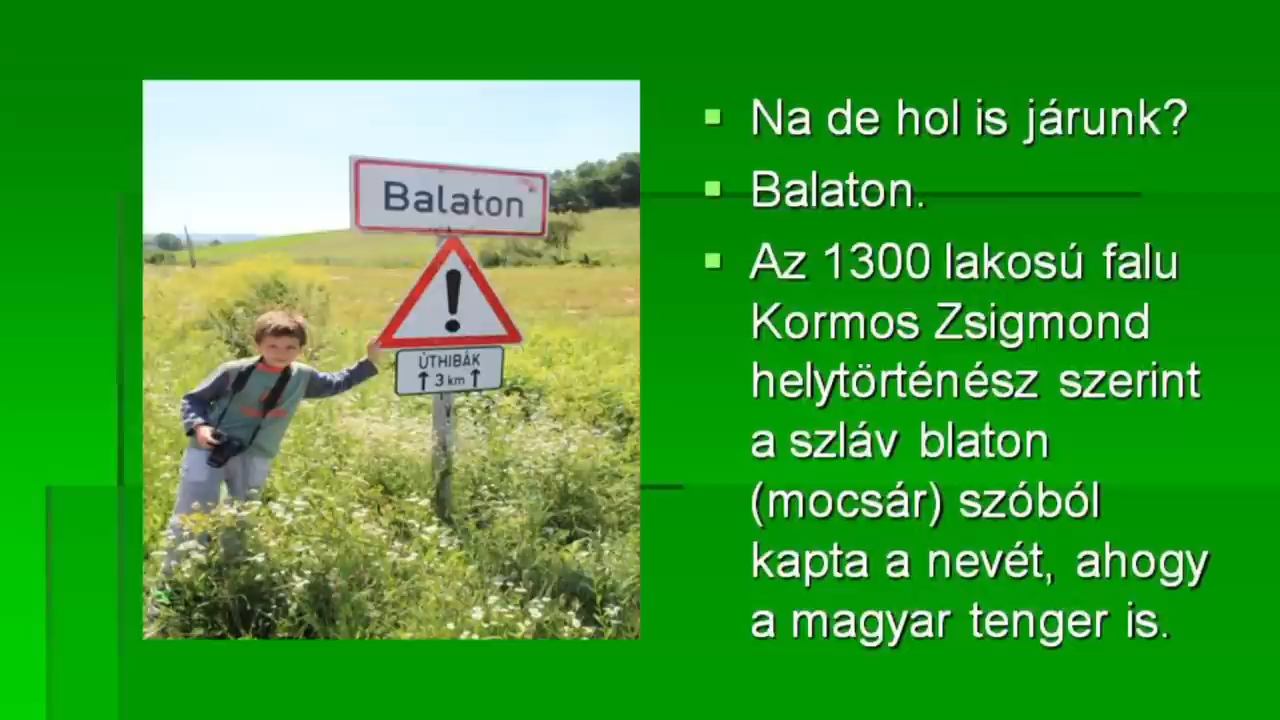 Balaton
ÚTHIBÁK
3 km
Na de hol is járunk?
Balaton.
Az 1300 lakosú falu
Kormos Zsigmond
helytörténész szerint
a szláv blaton
(mocsár) szóból
kapta a nevét, ahogy
a magyar tenger is.